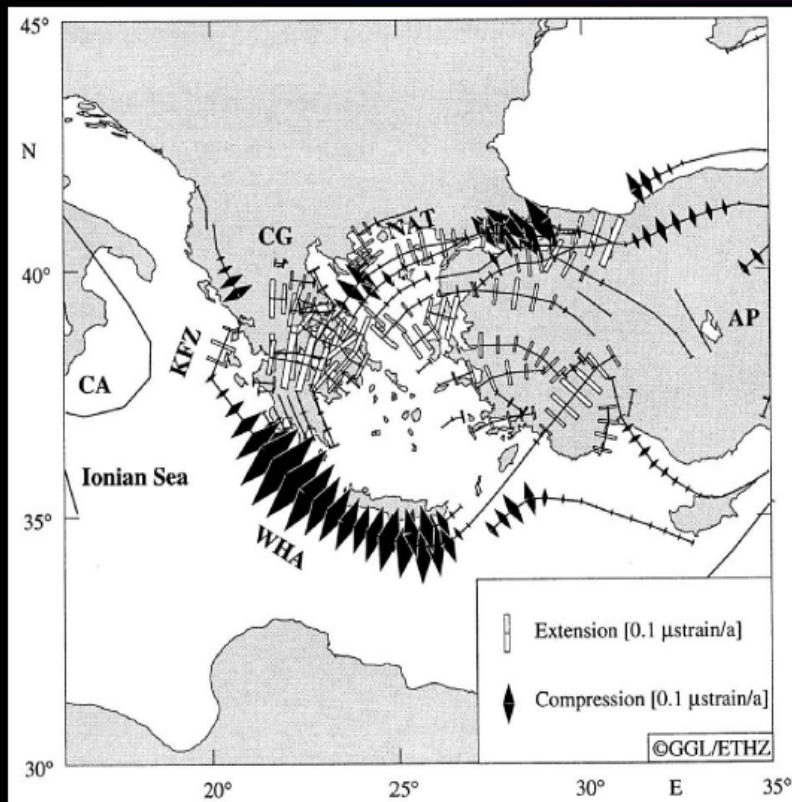 45°
N
CG
NAT
40°
KFZ
AP
CA
Ionian Sea
35°
WHA
Extension [0.1 μstrain/a]
Compression [0.1 μstrain/a]
©GGL/ETHZ
30°
20° 25° 30° E 35°